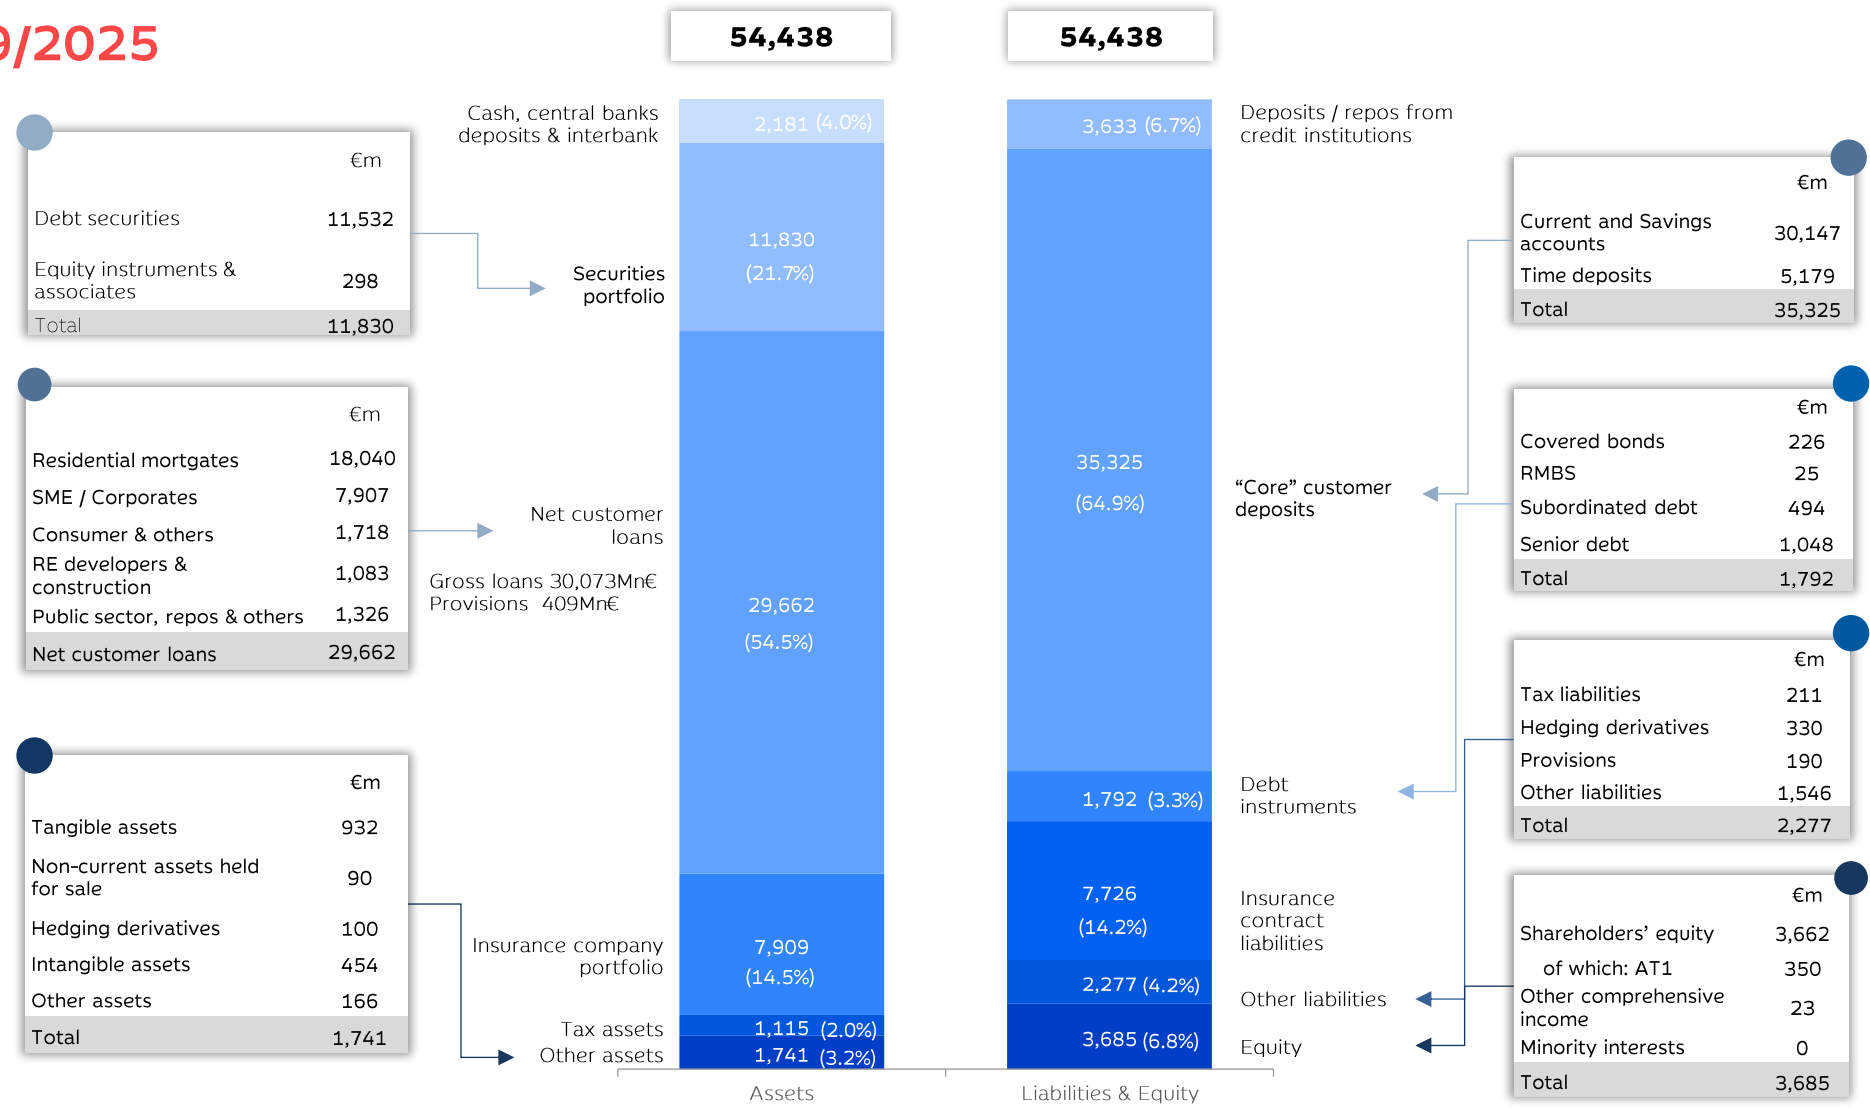 9/2025
54,438
54,438
Cash, central banks
deposits & interbank
2,181 (4.0%)
11,830
(21.7%)
Securities
portfolio
29,662
(54.5%)
Net customer
loans
Gross loans 30,073Mn€
Provisions 409Mn€
7,909
(14.5%)
Insurance company
portfolio
Tax assets
1,115 (2.0%)
Other assets
1,741 (3.2%)
Assets
3,633 (6.7%)
Deposits / repos from
credit institutions
35,325
(64.9%)
“Core” customer
deposits
1,792 (3.3%)
Debt
instruments
7,726
(14.2%)
Insurance
contract
liabilities
2,277 (4.2%)
Other liabilities
3,685 (6.8%)
Equity
Liabilities & Equity
€m
Debt securities 11,532
Equity instruments &
associates 298
Total 11,830
€m
Residential mortgates 18,040
SME / Corporates 7,907
Consumer & others 1,718
RE developers &
construction 1,083
Public sector, repos & others 1,326
Net customer loans 29,662
€m
Tangible assets 932
Non-current assets held
for sale 90
Hedging derivatives 100
Intangible assets 454
Other assets 166
Total 1,741
€m
Current and Savings
accounts 30,147
Time deposits 5,179
Total 35,325
€m
Covered bonds 226
RMBS 25
Subordinated debt 494
Senior debt 1,048
Total 1,792
€m
Tax liabilities 211
Hedging derivatives 330
Provisions 190
Other liabilities 1,546
Total 2,277
€m
Shareholders’ equity 3,662
of which: AT1 350
Other comprehensive
income 23
Minority interests 0
Total 3,685